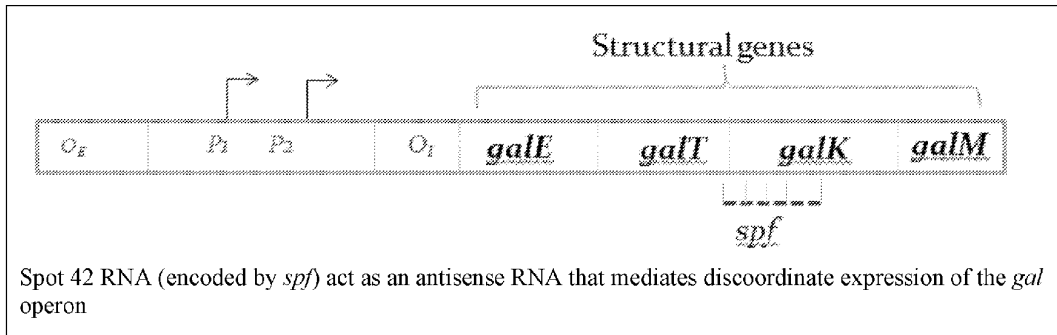 Structural genes
O_E P1 P2 O_I galE galT galK galM
spf
Spot 42 RNA (encoded by spf) act as an antisense RNA that mediates discoordinate expression of the gal
operon